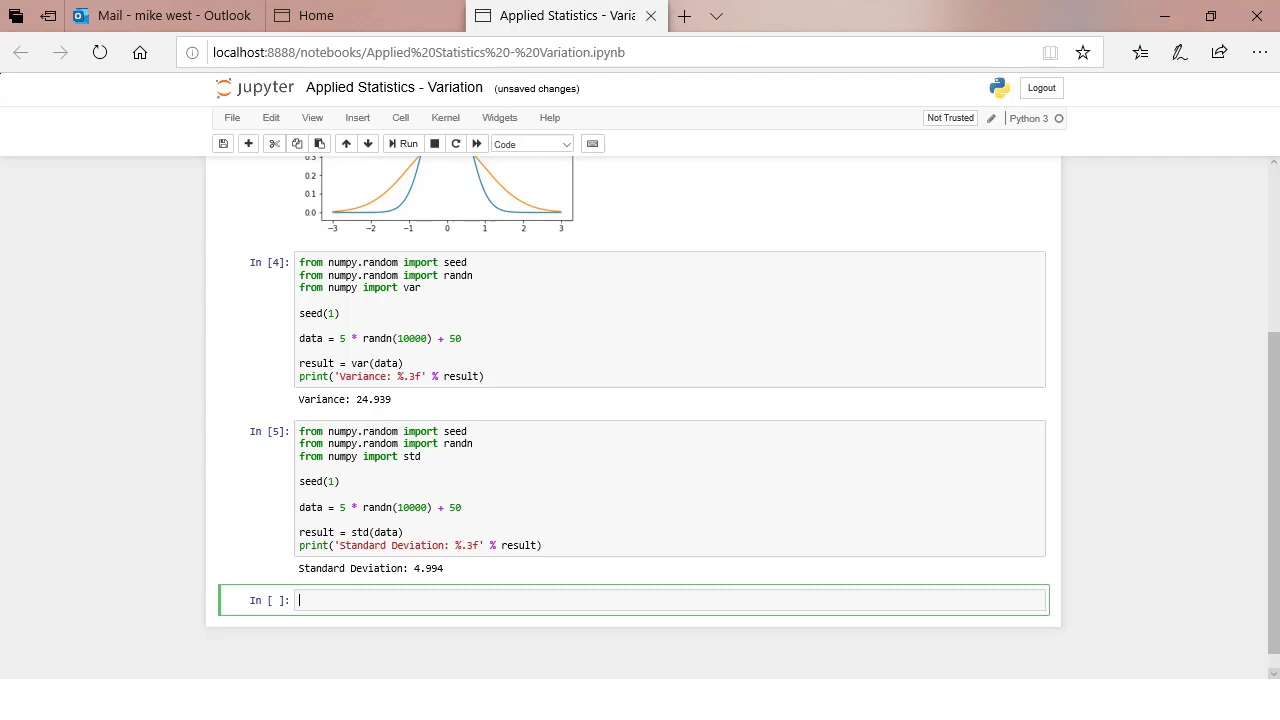 Mail - mike west - Outlook
Home
Applied Statistics - Varia
localhost:8888/notebooks/Applied%20Statistics%20-%20Variation.ipynb
jupyter Applied Statistics - Variation (unsaved changes)
Logout
File Edit View Insert Cell Kernel Widgets Help
Not Trusted
Python 3
Run
Code
0.3
0.2
0.1
0.0
−3 −2 −1 0 1 2 3
In [4]:
from numpy.random import seed
from numpy.random import randn
from numpy import var
seed(1)
data = 5 * randn(10000) + 50
result = var(data)
print('Variance: %.3f' % result)
Variance: 24.939
In [5]:
from numpy.random import seed
from numpy.random import randn
from numpy import std
seed(1)
data = 5 * randn(10000) + 50
result = std(data)
print('Standard Deviation: %.3f' % result)
Standard Deviation: 4.994
In [ ]: